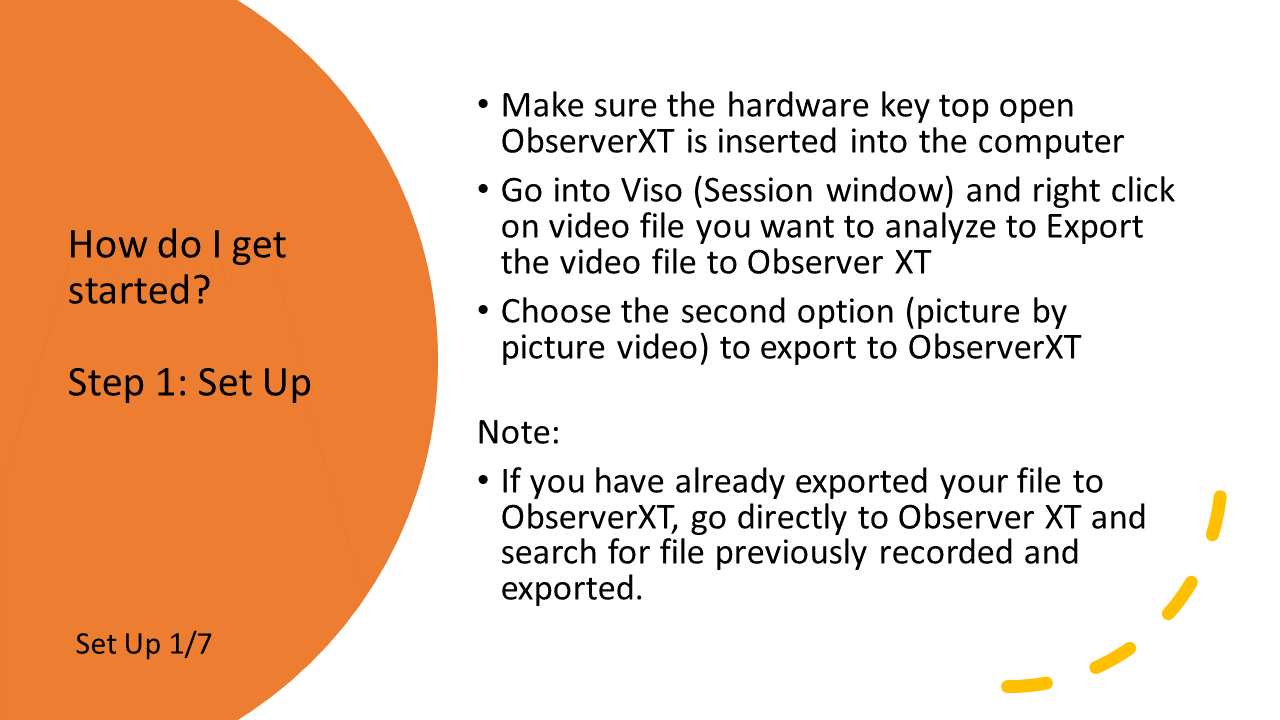 How do I get
started?
Step 1: Set Up
Set Up 1/7
• Make sure the hardware key top open
ObserverXT is inserted into the computer
• Go into Viso (Session window) and right click
on video file you want to analyze to Export
the video file to Observer XT
• Choose the second option (picture by
picture video) to export to ObserverXT
Note:
• If you have already exported your file to
ObserverXT, go directly to Observer XT and
search for file previously recorded and
exported.